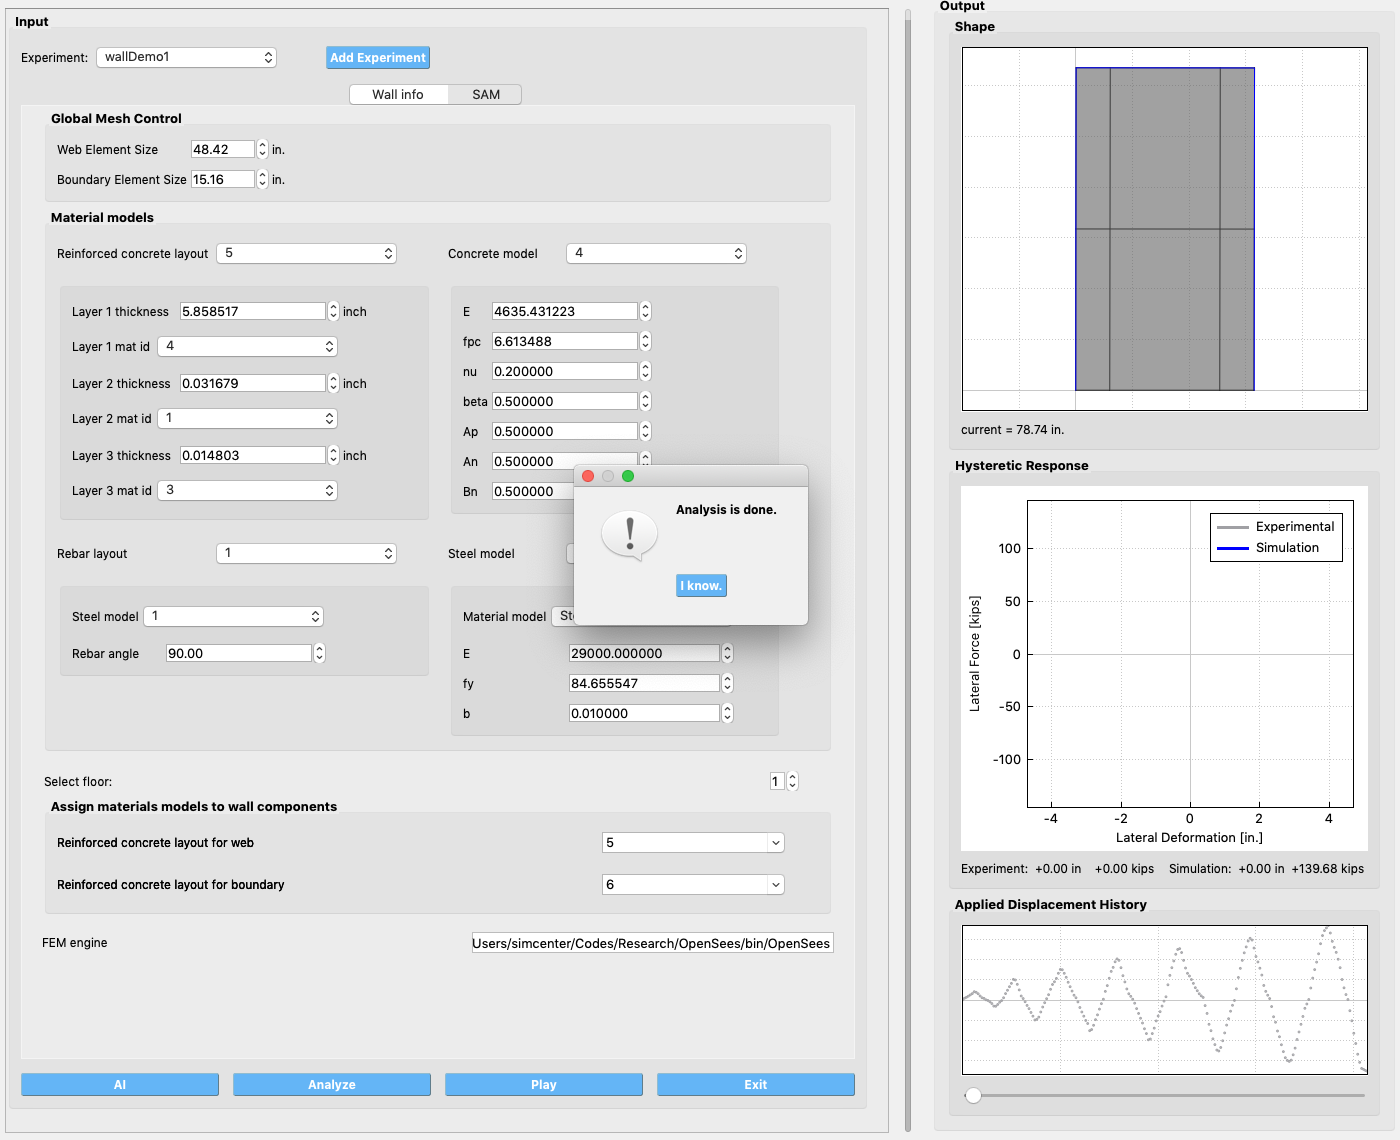 Input
Experiment: wallDemo1 Add Experiment
Wall info SAM
Global Mesh Control
Web Element Size 48.42 in.
Boundary Element Size 15.16 in.
Material models
Reinforced concrete layout 5 Concrete model 4
Layer 1 thickness 5.858517 inch E 4635.431223
Layer 1 mat id 4 fpc 6.613488
nu 0.200000
Layer 2 thickness 0.031679 inch
beta 0.500000
Layer 2 mat id 1
Ap 0.500000
Layer 3 thickness 0.014803 inch An 0.500000
Layer 3 mat id 3 Bn 0.500000
Rebar layout 1 Steel model
Steel model 1 Material model St
Rebar angle 90.00 E 29000.000000
fy 84.655547
b 0.010000
Analysis is done.
I know.
Select floor: 1
Assign materials models to wall components
Reinforced concrete layout for web 5
Reinforced concrete layout for boundary 6
FEM engine Users/simcenter/Codes/Research/OpenSees/bin/OpenSees
AI Analyze Play Exit
Output
Shape
current = 78.74 in.
Hysteretic Response
Experimental
Simulation
100
50
0
-50
-100
Lateral Force [kips]
-4 -2 0 2 4
Lateral Deformation [in.]
Experiment: +0.00 in +0.00 kips Simulation: +0.00 in +139.68 kips
Applied Displacement History